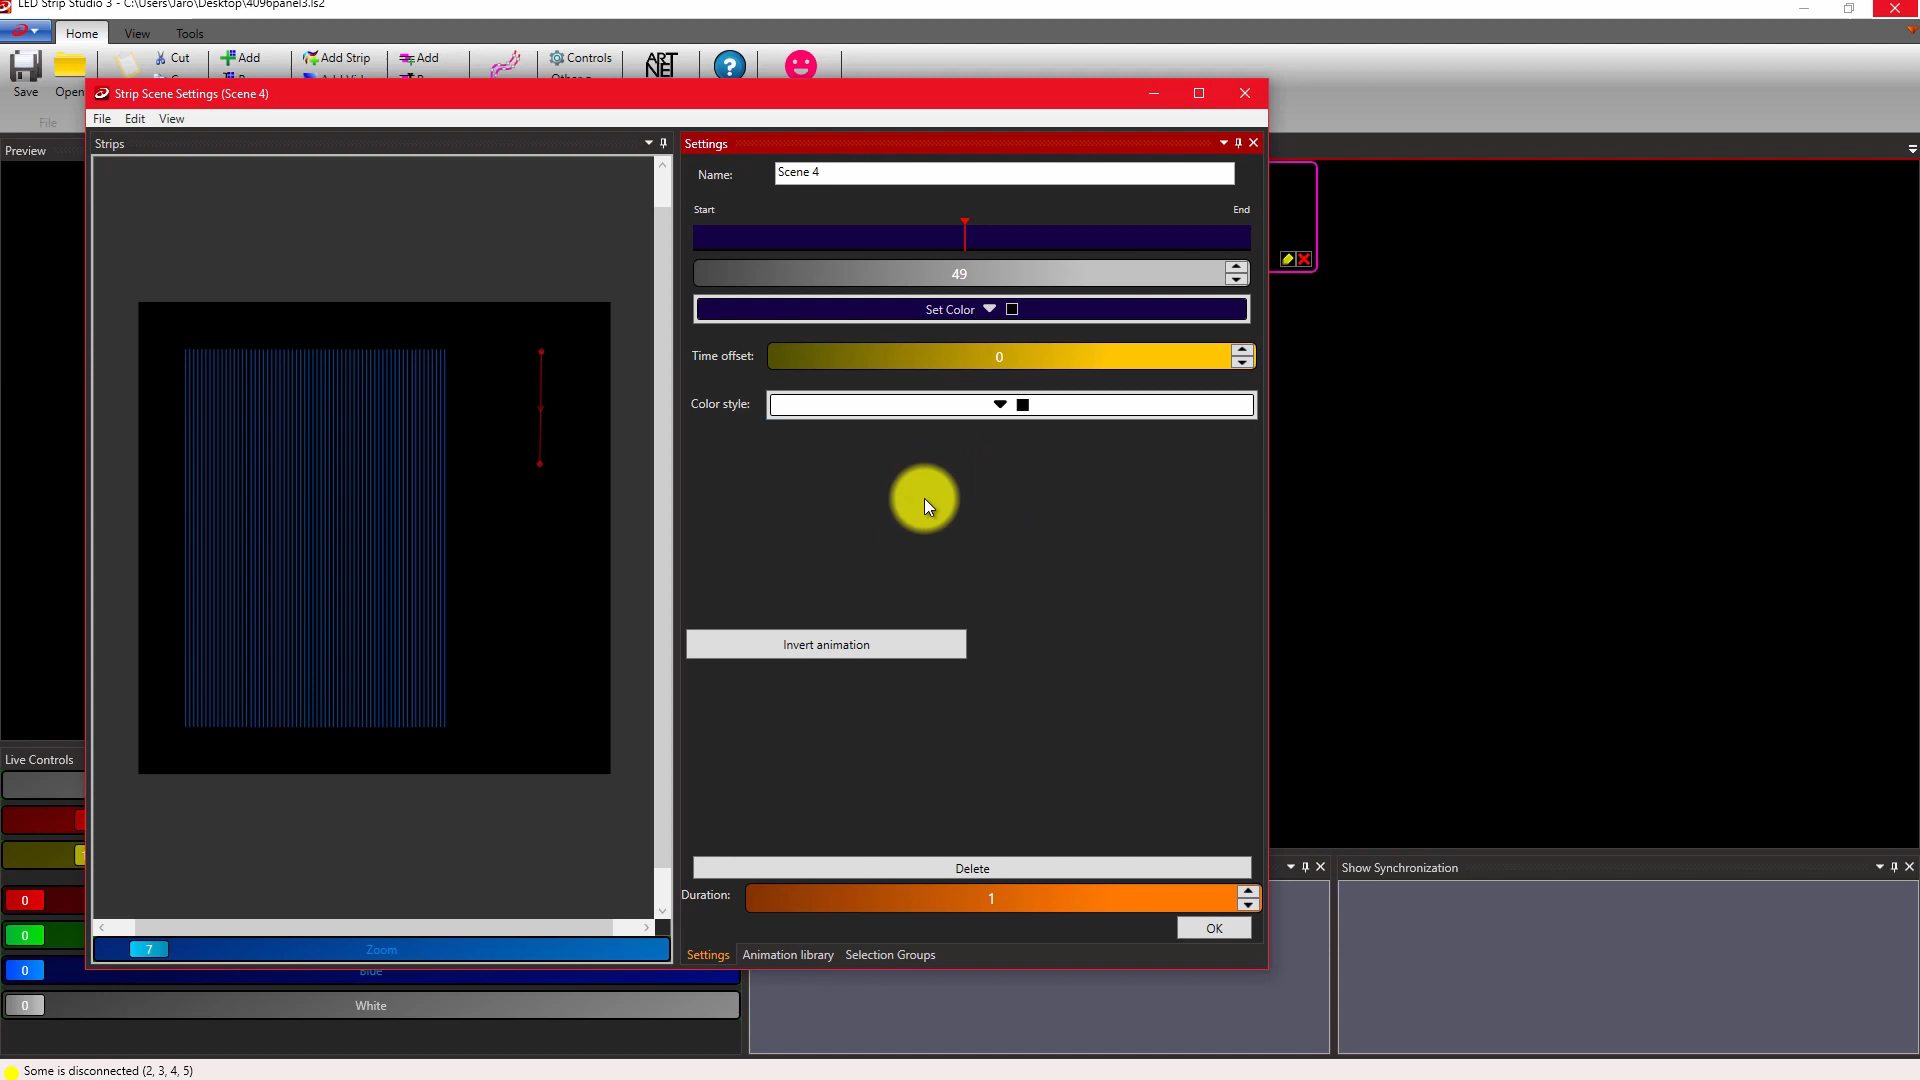 LED Strip Studio 3 - C:\Users\Jaro\Desktop\4096panel3.ls2
Home View Tools
Cut Add Add Strip Add Controls ART NET ?
Save Open
File
Strip Scene Settings (Scene 4)
File Edit View
Preview
Strips
Settings
Name: Scene 4
Start End
49
Set Color
Time offset: 0
Color style:
Invert animation
Delete
Duration: 1
OK
Settings Animation library Selection Groups
7 Zoom
Live Controls
0
0
0 Blue
0 White
Show Synchronization
Some is disconnected (2, 3, 4, 5)